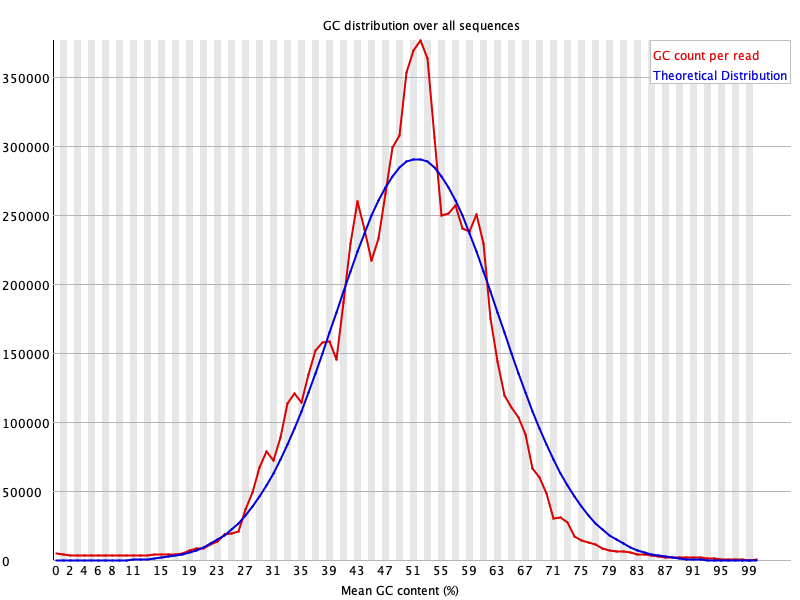 GC distribution over all sequences
GC count per read
Theoretical Distribution
350000
300000
250000
200000
150000
100000
50000
0
0 2 4 6 8 11 15 19 23 27 31 35 39 43 47 51 55 59 63 67 71 75 79 83 87 91 95 99
Mean GC content (%)